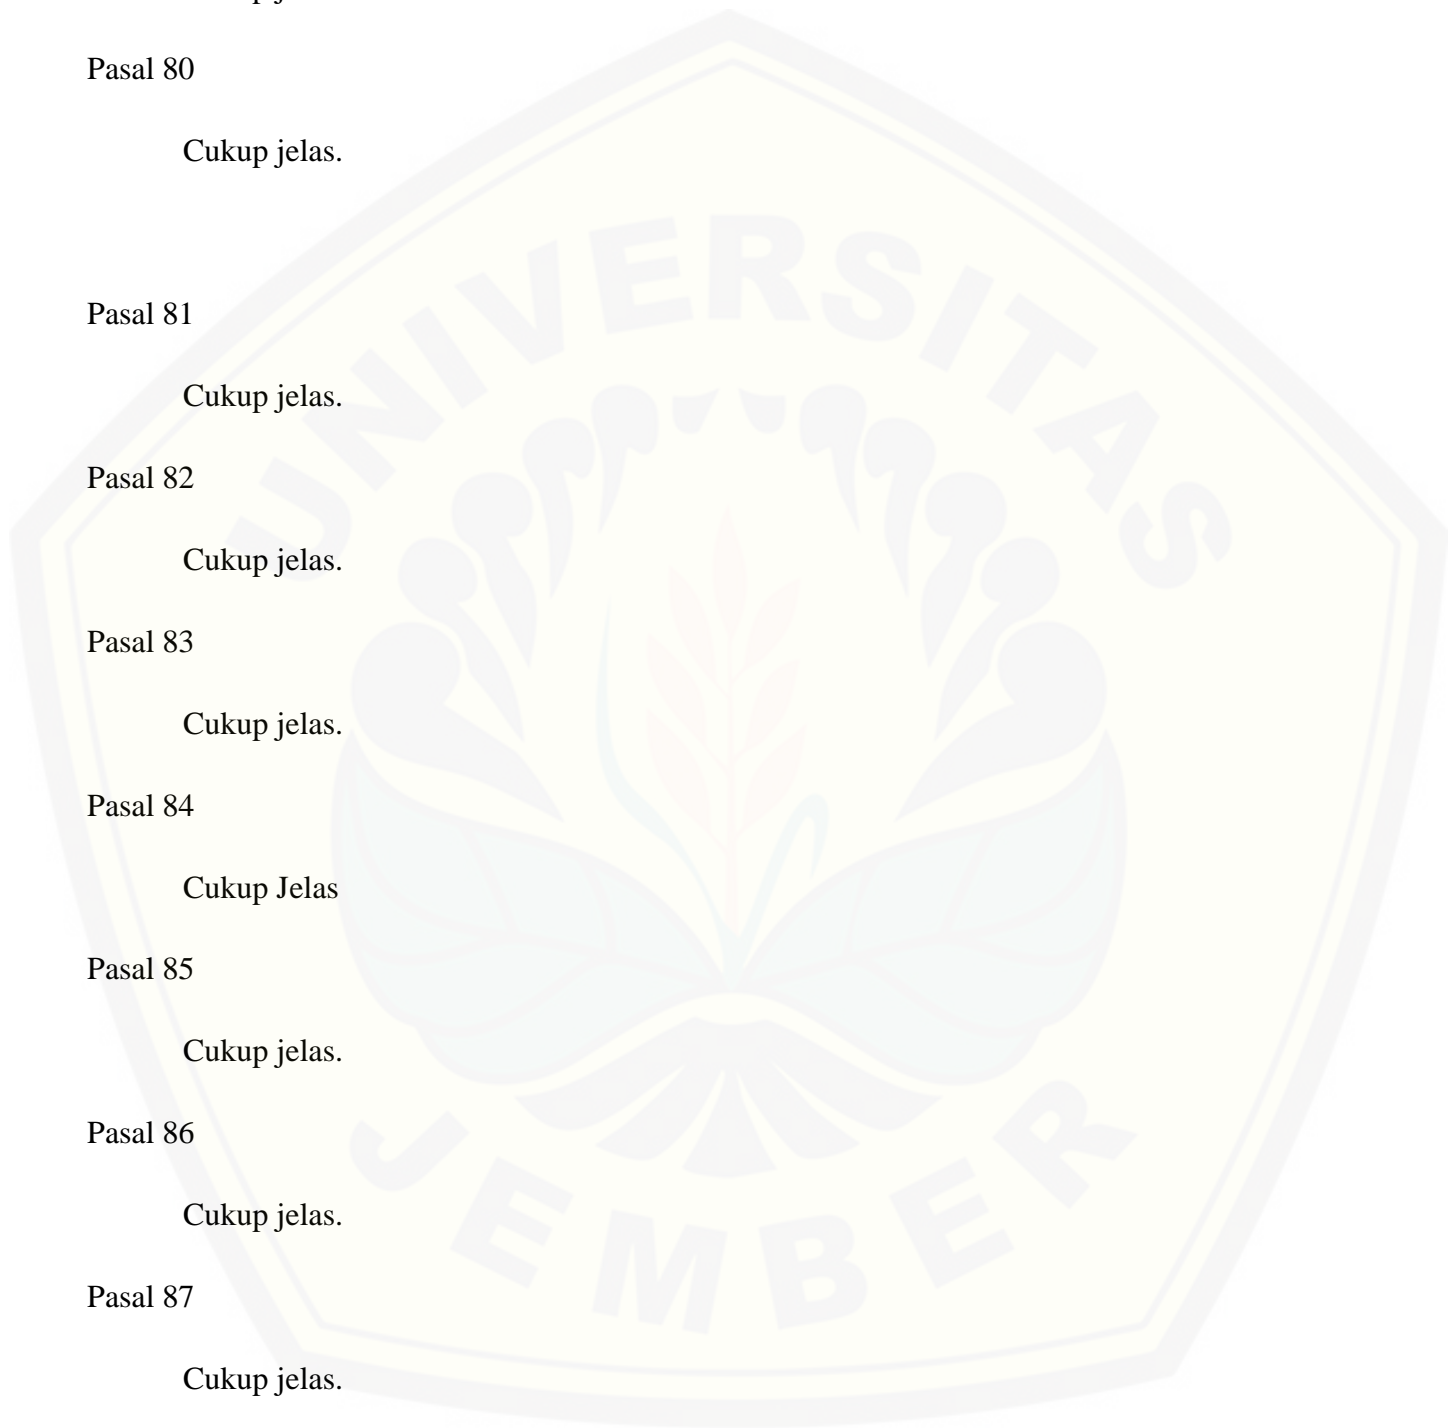 Pasal 80
Cukup jelas.
Pasal 81
Cukup jelas.
Pasal 82
Cukup jelas.
Pasal 83
Cukup jelas.
Pasal 84
Cukup Jelas
Pasal 85
Cukup jelas.
Pasal 86
Cukup jelas.
Pasal 87
Cukup jelas.
UNIVERSITAS
JEMBER